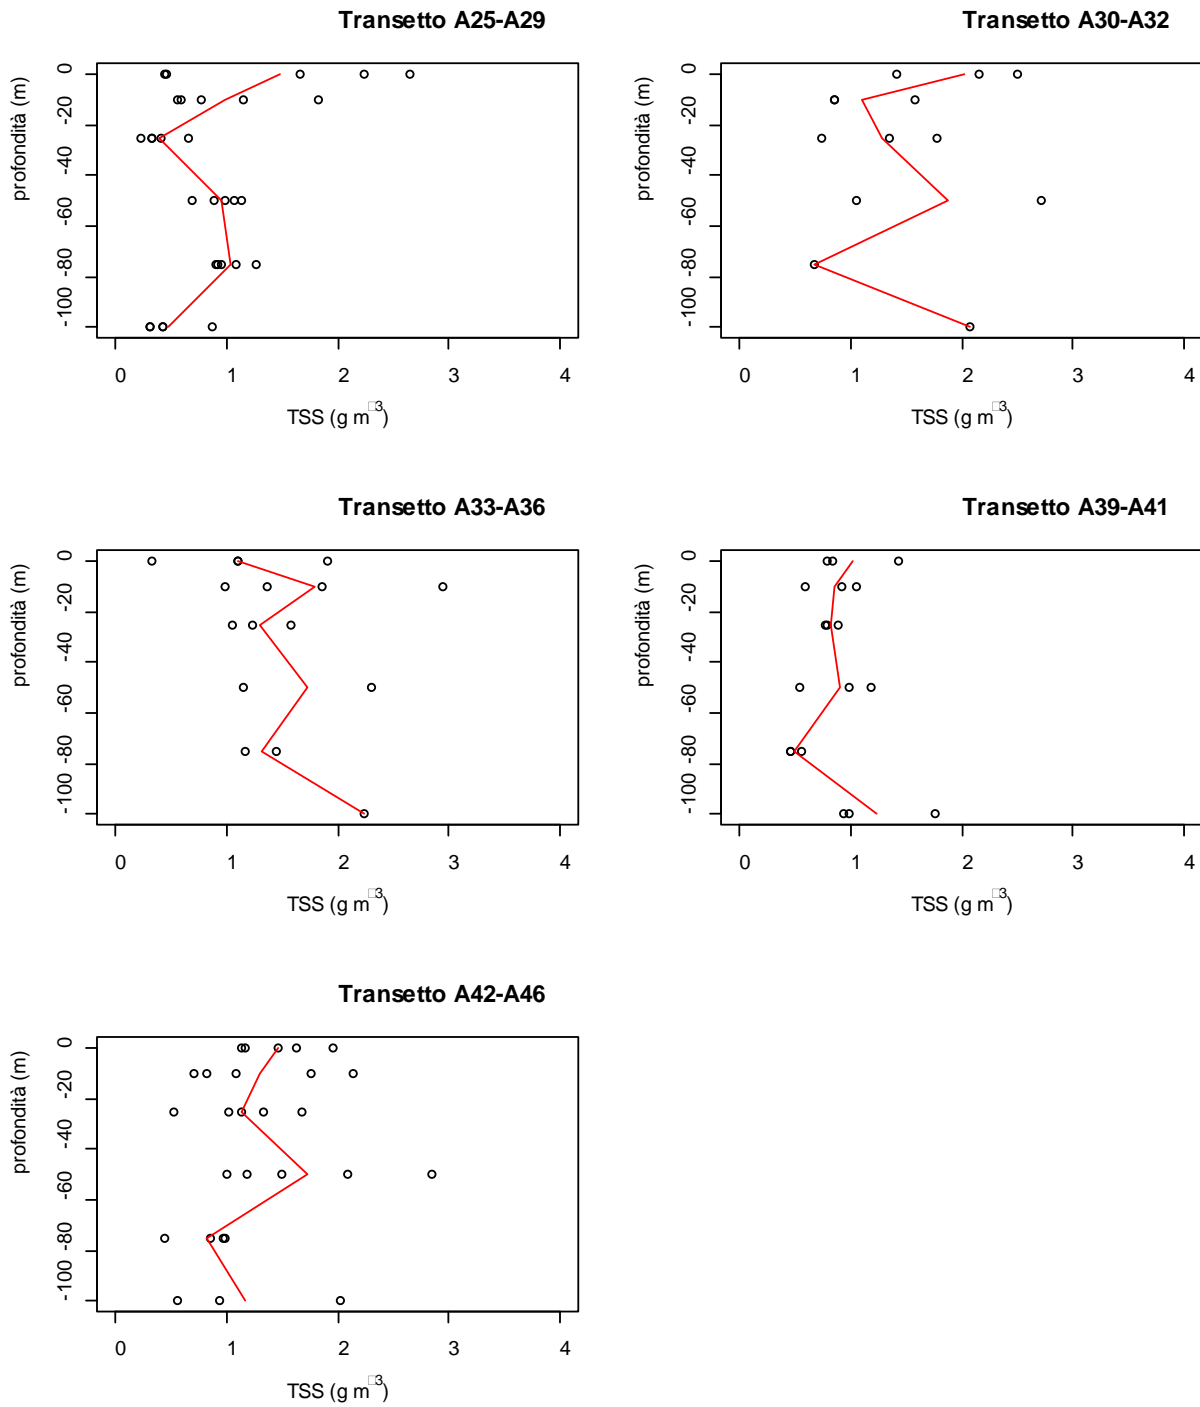 Transetto A25-A29
profondità (m)
0
-20
-40
-60
-80
-100
0 1 2 3 4
TSS (g m□3)
Transetto A30-A32
profondità (m)
0
-20
-40
-60
-80
-100
0 1 2 3 4
TSS (g m□3)
Transetto A33-A36
profondità (m)
0
-20
-40
-60
-80
-100
0 1 2 3 4
TSS (g m□3)
Transetto A39-A41
profondità (m)
0
-20
-40
-60
-80
-100
0 1 2 3 4
TSS (g m□3)
Transetto A42-A46
profondità (m)
0
-20
-40
-60
-80
-100
0 1 2 3 4
TSS (g m□3)